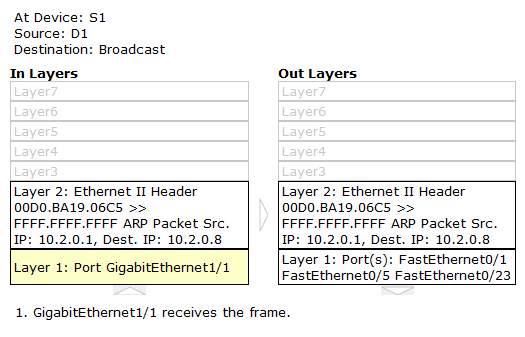 At Device: S1
Source: D1
Destination: Broadcast
In Layers
Layer7
Layer6
Layer5
Layer4
Layer3
Layer 2: Ethernet II Header
00D0.BA19.06C5 >>
FFFF.FFFF.FFFF ARP Packet Src.
IP: 10.2.0.1, Dest. IP: 10.2.0.8
Layer 1: Port GigabitEthernet1/1
Out Layers
Layer7
Layer6
Layer5
Layer4
Layer3
Layer 2: Ethernet II Header
00D0.BA19.06C5 >>
FFFF.FFFF.FFFF ARP Packet Src.
IP: 10.2.0.1, Dest. IP: 10.2.0.8
Layer 1: Port(s): FastEthernet0/1
FastEthernet0/5 FastEthernet0/23
1. GigabitEthernet1/1 receives the frame.